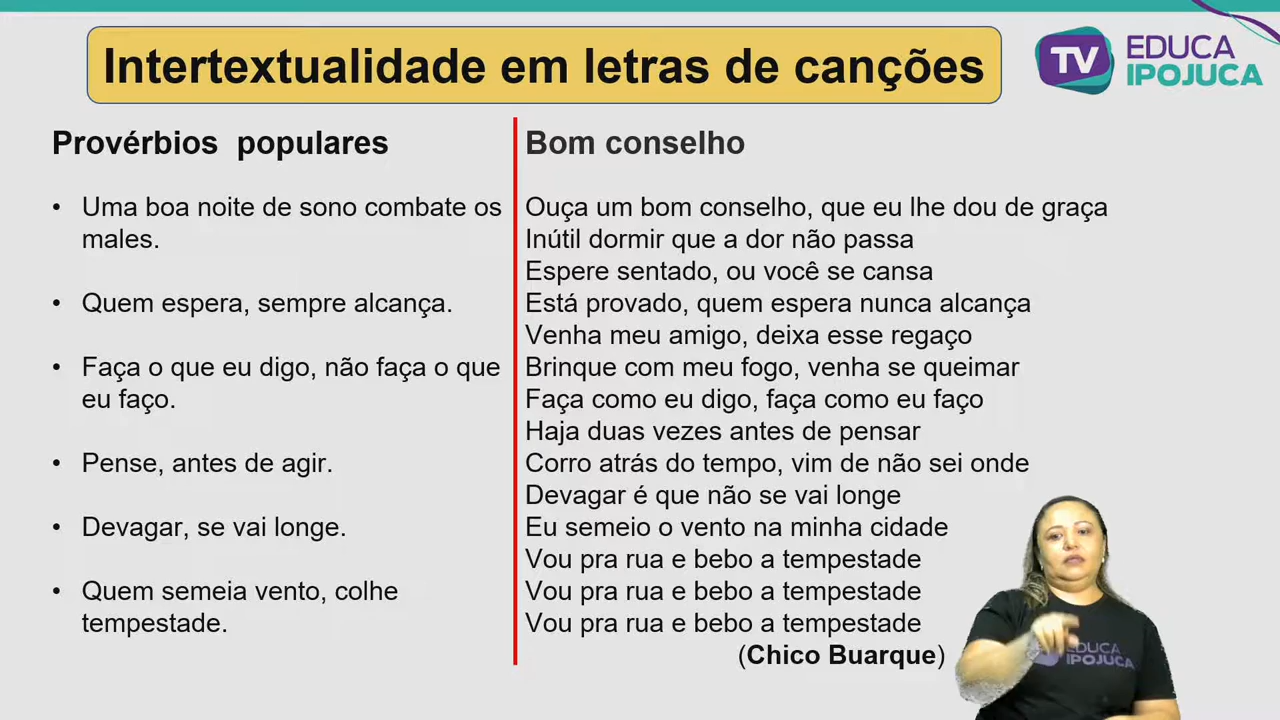 Intertextualidade em letras de canções
TV EDUCA
IPOJUCA
Provérbios populares
• Uma boa noite de sono combate os
males.
• Quem espera, sempre alcança.
• Faça o que eu digo, não faça o que
eu faço.
• Pense, antes de agir.
• Devagar, se vai longe.
• Quem semeia vento, colhe
tempestade.
Bom conselho
Ouça um bom conselho, que eu lhe dou de graça
Inútil dormir que a dor não passa
Espere sentado, ou você se cansa
Está provado, quem espera nunca alcança
Venha meu amigo, deixa esse regaço
Brinque com meu fogo, venha se queimar
Faça como eu digo, faça como eu faço
Haja duas vezes antes de pensar
Corro atrás do tempo, vim de não sei onde
Devagar é que não se vai longe
Eu semeio o vento na minha cidade
Vou pra rua e bebo a tempestade
Vou pra rua e bebo a tempestade
Vou pra rua e bebo a tempestade
(Chico Buarque)
EDUCA
IPOJUCA